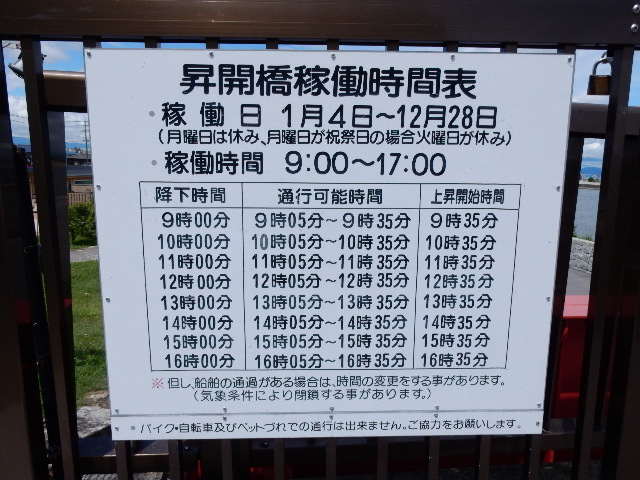 昇開橋稼働時間表
・稼働日 1月4日～12月28日
(月曜日は休み、月曜日が祝祭日の場合火曜日が休み)
・稼働時間 9:00～17:00
降下時間 通行可能時間 上昇開始時間
9時00分 9時05分～9時35分 9時35分
10時00分 10時05分～10時35分 10時35分
11時00分 11時05分～11時35分 11時35分
12時00分 12時05分～12時35分 12時35分
13時00分 13時05分～13時35分 13時35分
14時00分 14時05分～14時35分 14時35分
15時00分 15時05分～15時35分 15時35分
16時00分 16時05分～16時35分 16時35分
※但し、船舶の通過がある場合は、時間の変更をする事があります。
(気象条件により閉鎖する事があります。)
・バイク・自転車及びペットづれでの通行は出来ません。ご協力をお願いします。